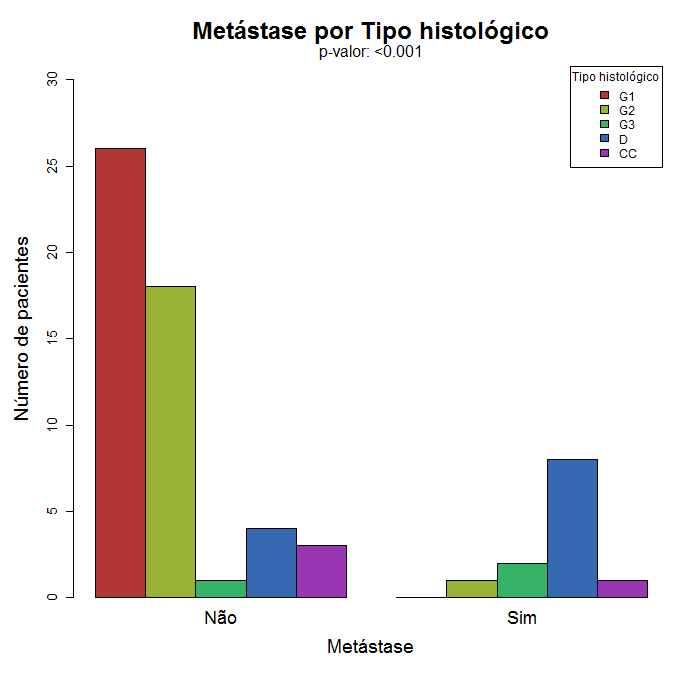 Metástase por Tipo histológico
p-valor: <0.001
Tipo histológico
G1
G2
G3
D
CC
Número de pacientes
30
25
20
15
10
5
0
Não
Sim
Metástase